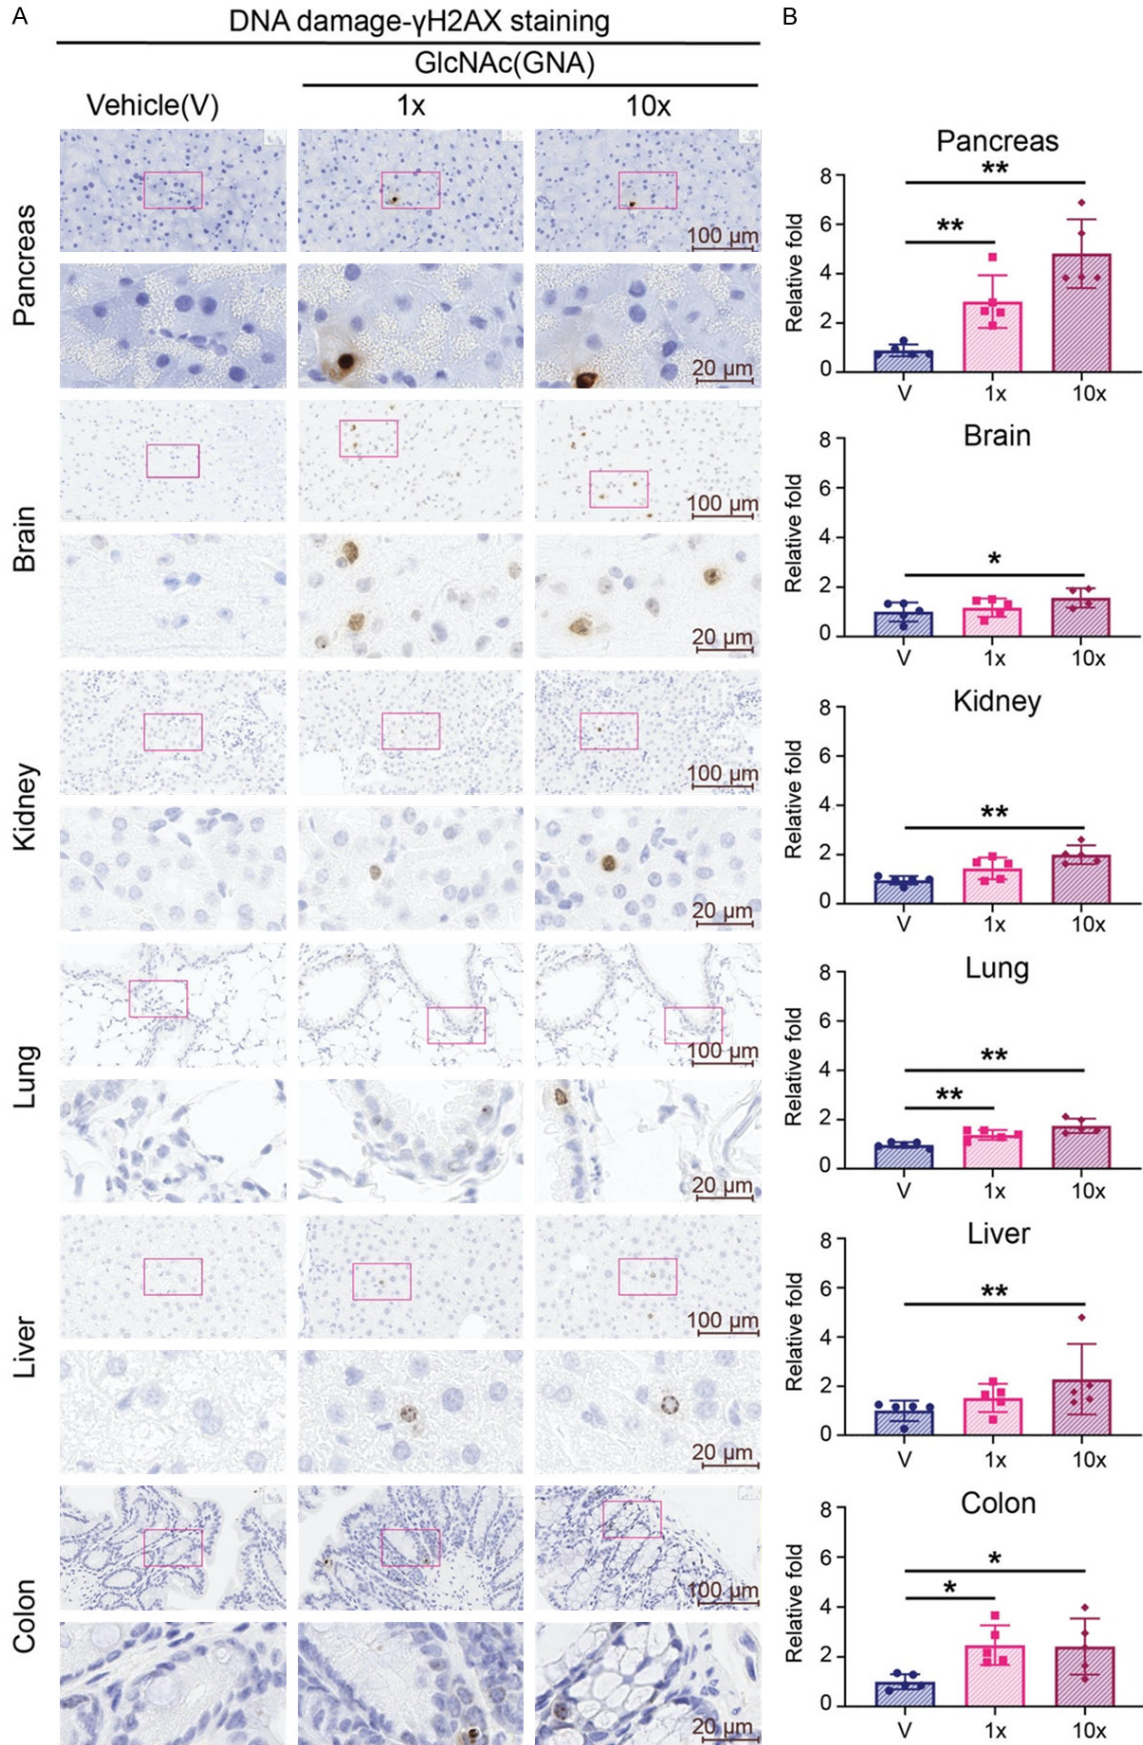 A
DNA damage-γH2AX staining
GlcNAc(GNA)
Vehicle(V)
1x
10x
Pancreas
100 µm
20 µm
Brain
100 µm
20 µm
Kidney
100 µm
20 µm
Lung
100 µm
20 µm
Liver
100 µm
20 µm
Colon
100 µm
20 µm
B
Pancreas
Relative fold
8
6
4
2
0
**
**
V 1x 10x
Brain
Relative fold
8
6
4
2
0
*
V 1x 10x
Kidney
Relative fold
8
6
4
2
0
**
V 1x 10x
Lung
Relative fold
8
6
4
2
0
**
**
V 1x 10x
Liver
Relative fold
8
6
4
2
0
**
V 1x 10x
Colon
Relative fold
8
6
4
2
0
*
*
V 1x 10x